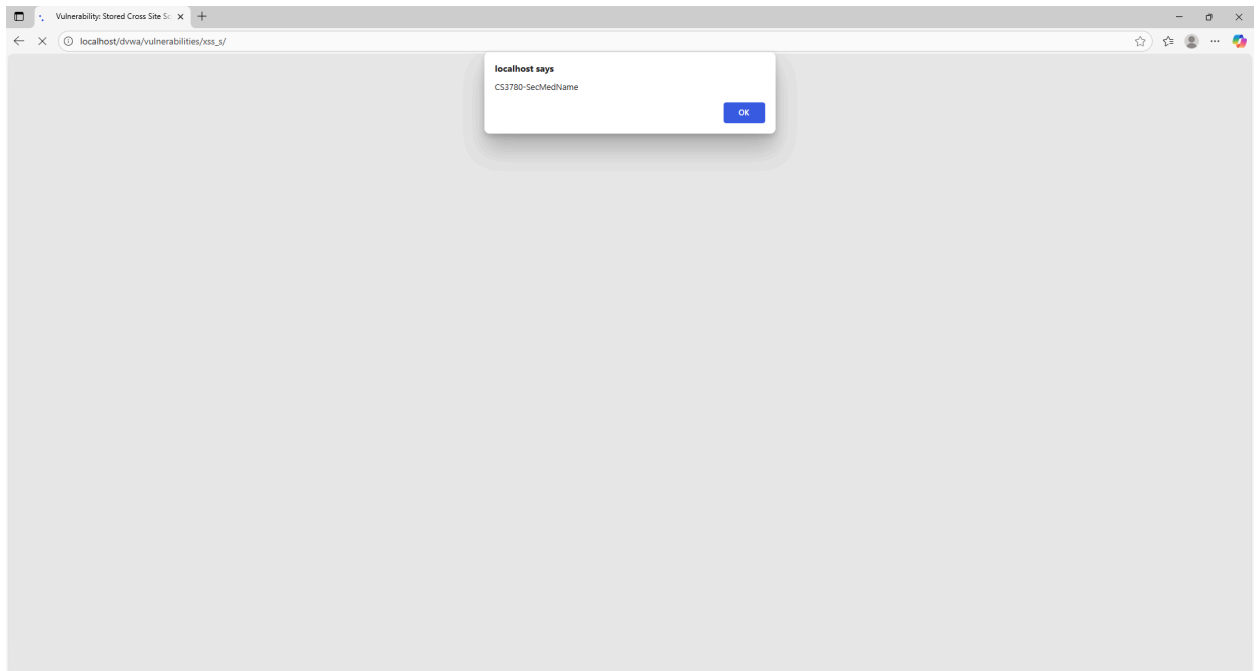 Vulnerability: Stored Cross Site Sc
localhost/dvwa/vulnerabilities/xss_s/
localhost says
CS3780-SecMedName
OK